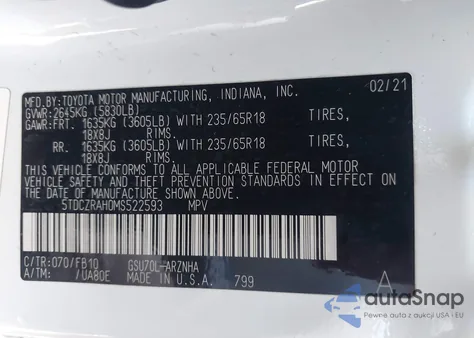 MFD.BY:TOYOTA MOTOR MANUFACTURING, INDIANA, INC. 02/21
GVWR:2645KG (5830LB)
GAWR:FRT. 1635KG (3605LB) WITH 235/65R18 TIRES,
18X8J RIMS.
RR. 1635KG (3605LB) WITH 235/65R18 TIRES,
18X8J RIMS.
THIS VEHICLE CONFORMS TO ALL APPLICABLE FEDERAL MOTOR
VEHICLE SAFETY AND THEFT PREVENTION STANDARDS IN EFFECT ON
THE DATE OF MANUFACTURE SHOWN ABOVE.
5TDCZRAH0MS522593 MPV
C/TR:070/FB10 GSU70L-ARZNHA A
A/TM: /UA80E MADE IN U.S.A. 799
autaSnap
Pewne auta z aukcji USA - EU